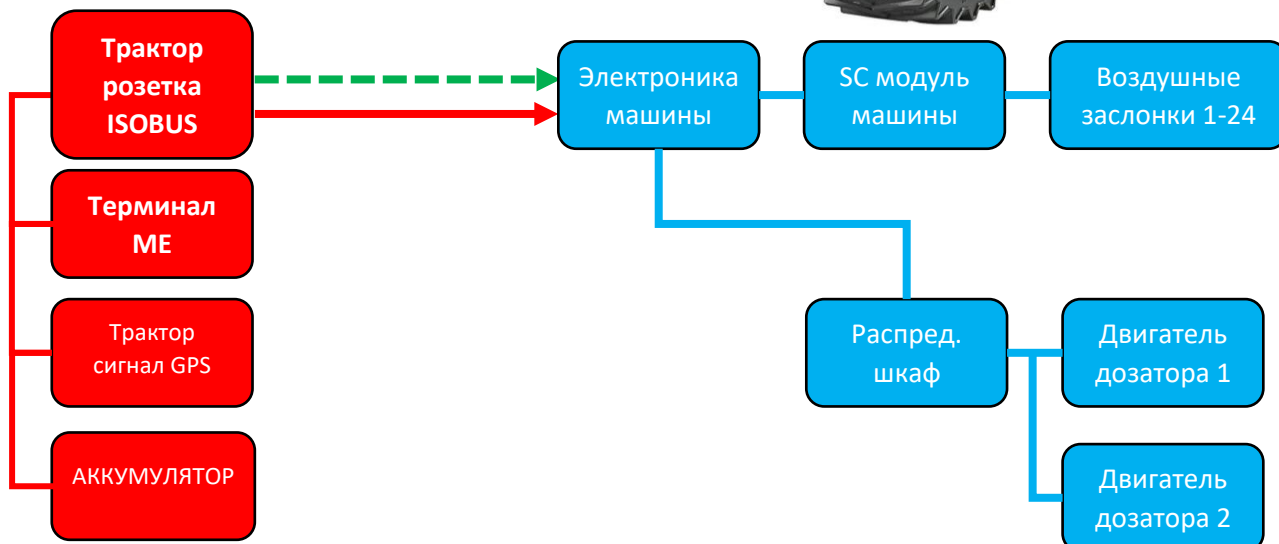 Трактор
розетка
ISOBUS
Электроника
машины
SC модуль
машины
Воздушные
заслонки 1-24
Терминал
ME
Трактор
сигнал GPS
Распред.
шкаф
Двигатель
дозатора 1
АККУМУЛЯТОР
Двигатель
дозатора 2